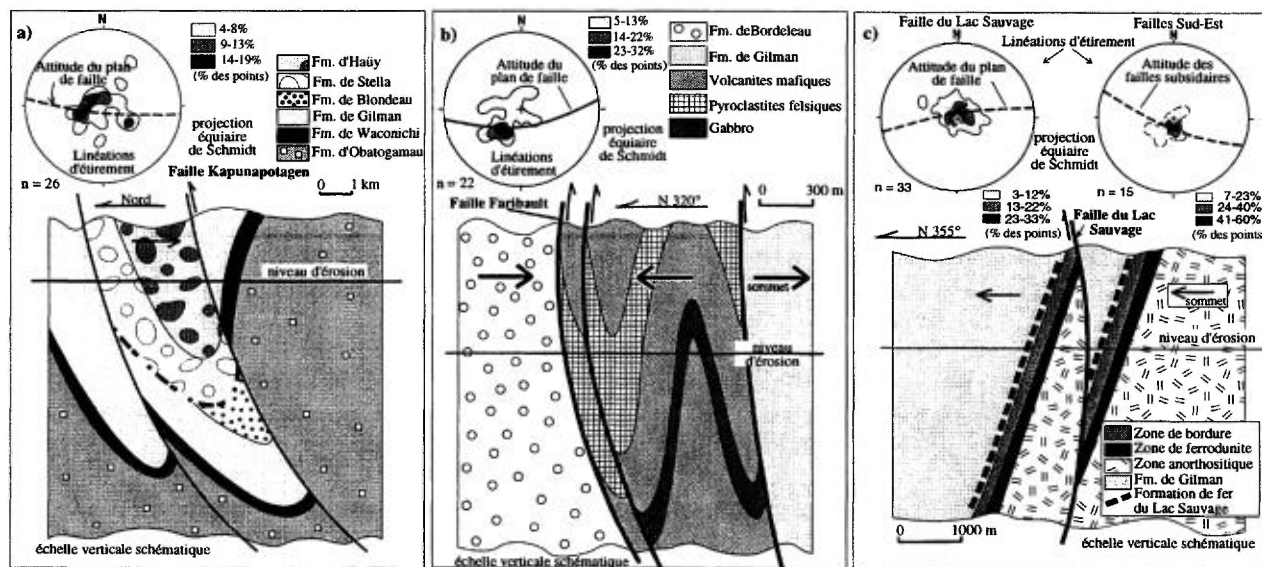 a)
N
4-8%
9-13%
14-19%
(% des points)
Attitude du plan
de faille
Linéations
d'étirement
n = 26
projection
équiaire
de Schmidt
Fm. d'Haüy
Fm. de Stella
Fm. de Blondeau
Fm. de Gilman
Fm. de Waconichi
Fm. d'Obatogamau
Faille Kapunapotagen
0 1 km
Nord
niveau d'érosion
échelle verticale schématique
b)
N
5-13%
14-22%
23-32%
(% des points)
Attitude du
plan de faille
Linéations
d'étirement
n = 22
projection
équiaire
de Schmidt
Fm. deBordeleau
Fm. de Gilman
Volcanites mafiques
Pyroclastites felsiques
Gabbro
0 300 m
Faille Faribault
N 320°
sommet
niveau
d'érosion
échelle verticale schématique
c)
Faille du Lac Sauvage
Failles Sud-Est
N
N
Linéations d'étirement
Attitude du plan
de faille
Attitude des
failles subsidaires
projection
équiaire
de Schmidt
n = 33
n = 15
3-12%
13-22%
23-33%
(% des points)
7-23%
24-40%
41-60%
(% des points)
Faille du Lac
Sauvage
N 355°
sommet
niveau d'érosion
Zone de bordure
Zone de ferrodunite
Zone anorthositique
Fm. de Gilman
Formation de fer
du Lac Sauvage
0 1000 m
échelle verticale schématique